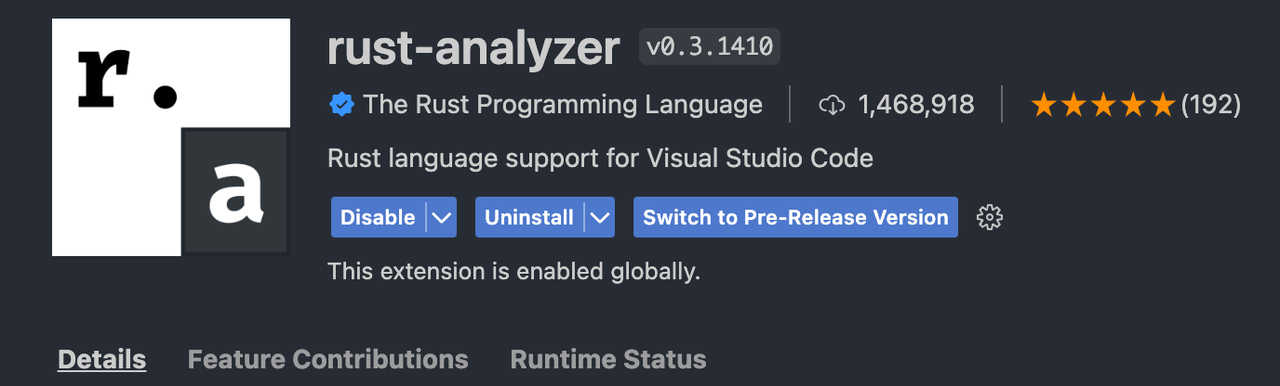 r.
a
rust-analyzer v0.3.1410
The Rust Programming Language 1,468,918 (192)
Rust language support for Visual Studio Code
Disable Uninstall Switch to Pre-Release Version
This extension is enabled globally.
Details Feature Contributions Runtime Status